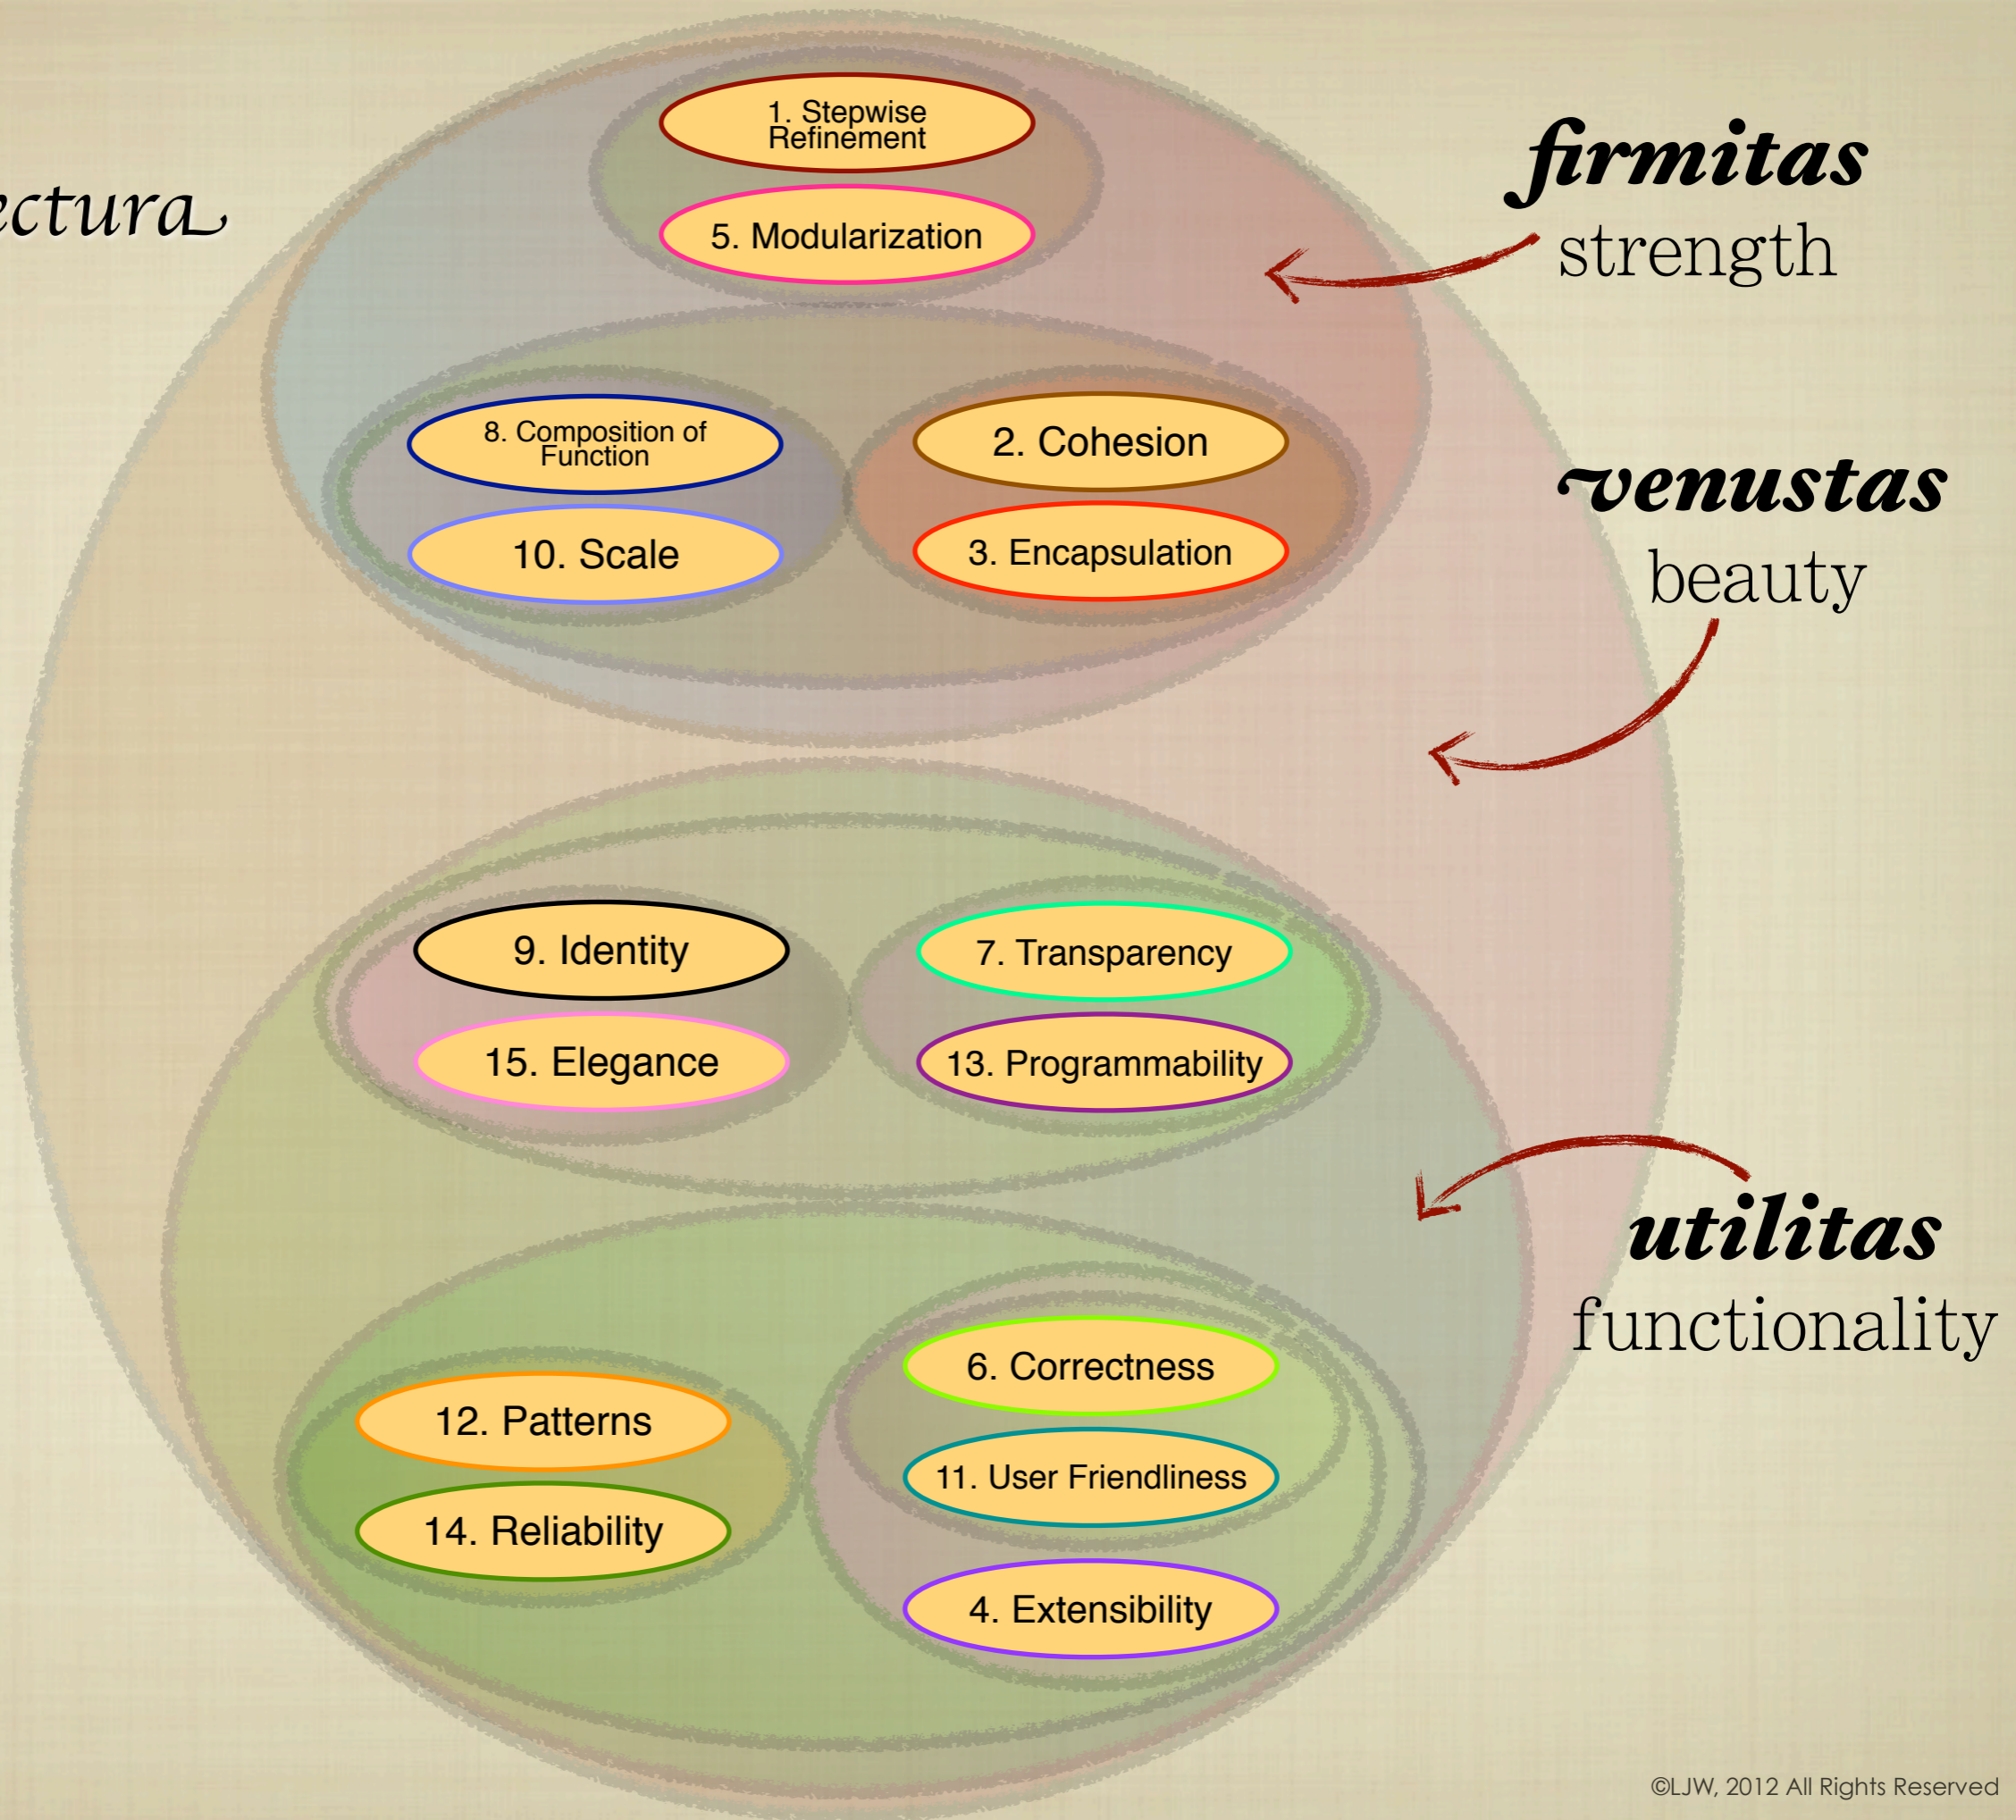 1. Stepwise
Refinement
5. Modularization
8. Composition of
Function
10. Scale
2. Cohesion
3. Encapsulation
9. Identity
15. Elegance
7. Transparency
13. Programmability
12. Patterns
14. Reliability
6. Correctness
11. User Friendliness
4. Extensibility
firmitas
strength
venustas
beauty
utilitas
functionality
©LJW, 2012 All Rights Reserved